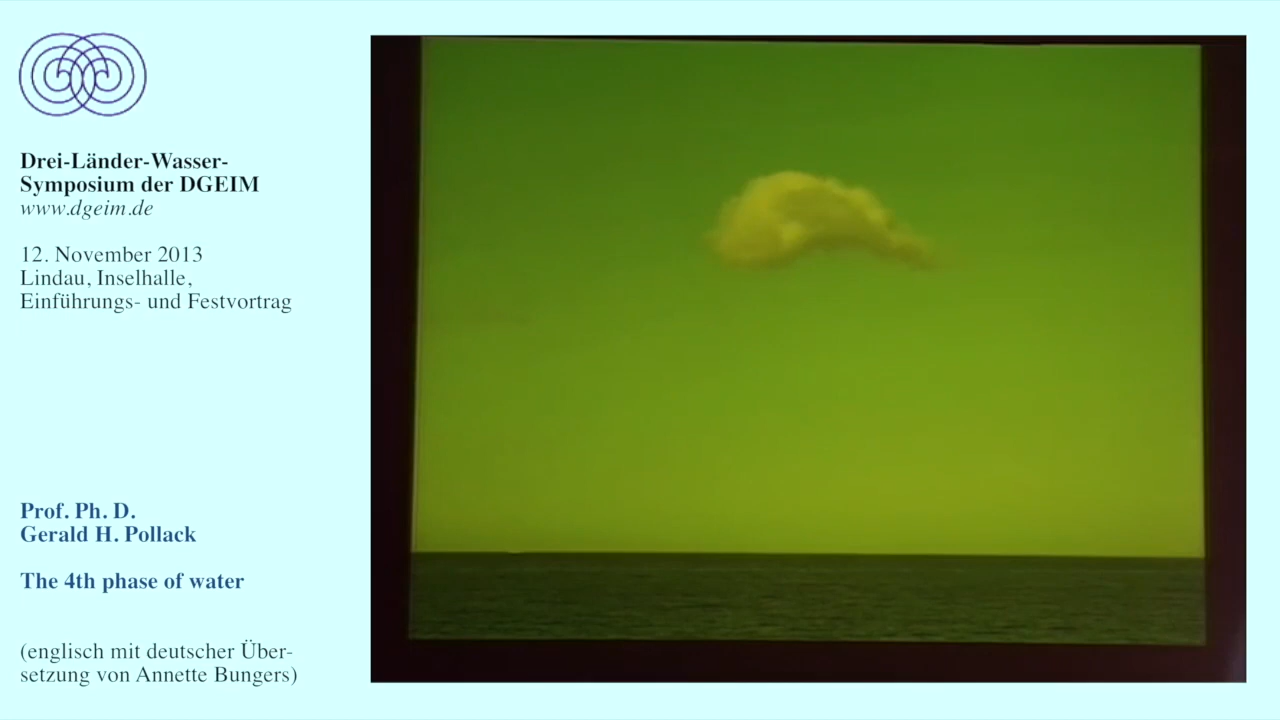 Drei-Länder-Wasser-
Symposium der DGEIM
www.dgeim.de
12. November 2013
Lindau, Inselhalle,
Einführungs- und Festvortrag
Prof. Ph. D.
Gerald H. Pollack
The 4th phase of water
(englisch mit deutscher Über-
setzung von Annette Bungers)